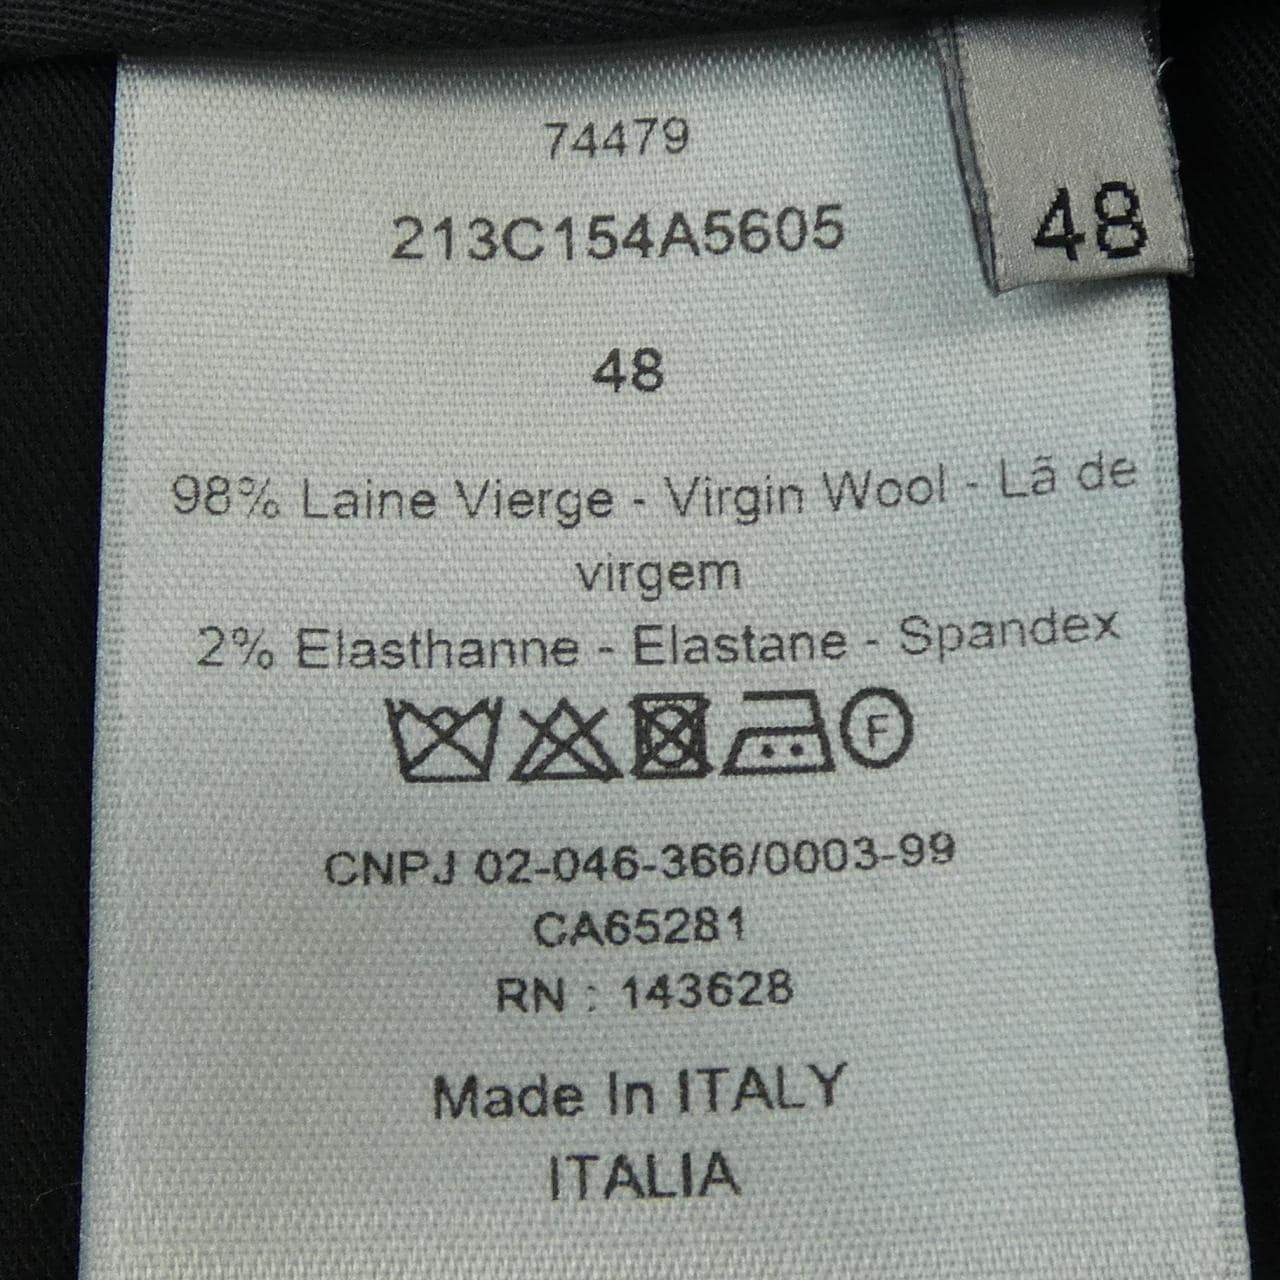 74479
213C154A5605
48
48
98% Laine Vierge - Virgin Wool - Lã de
virgem
2% Elasthanne - Elastane - Spandex
F
CNPJ 02-046-366/0003-99
CA65281
RN : 143628
Made In ITALY
ITALIA